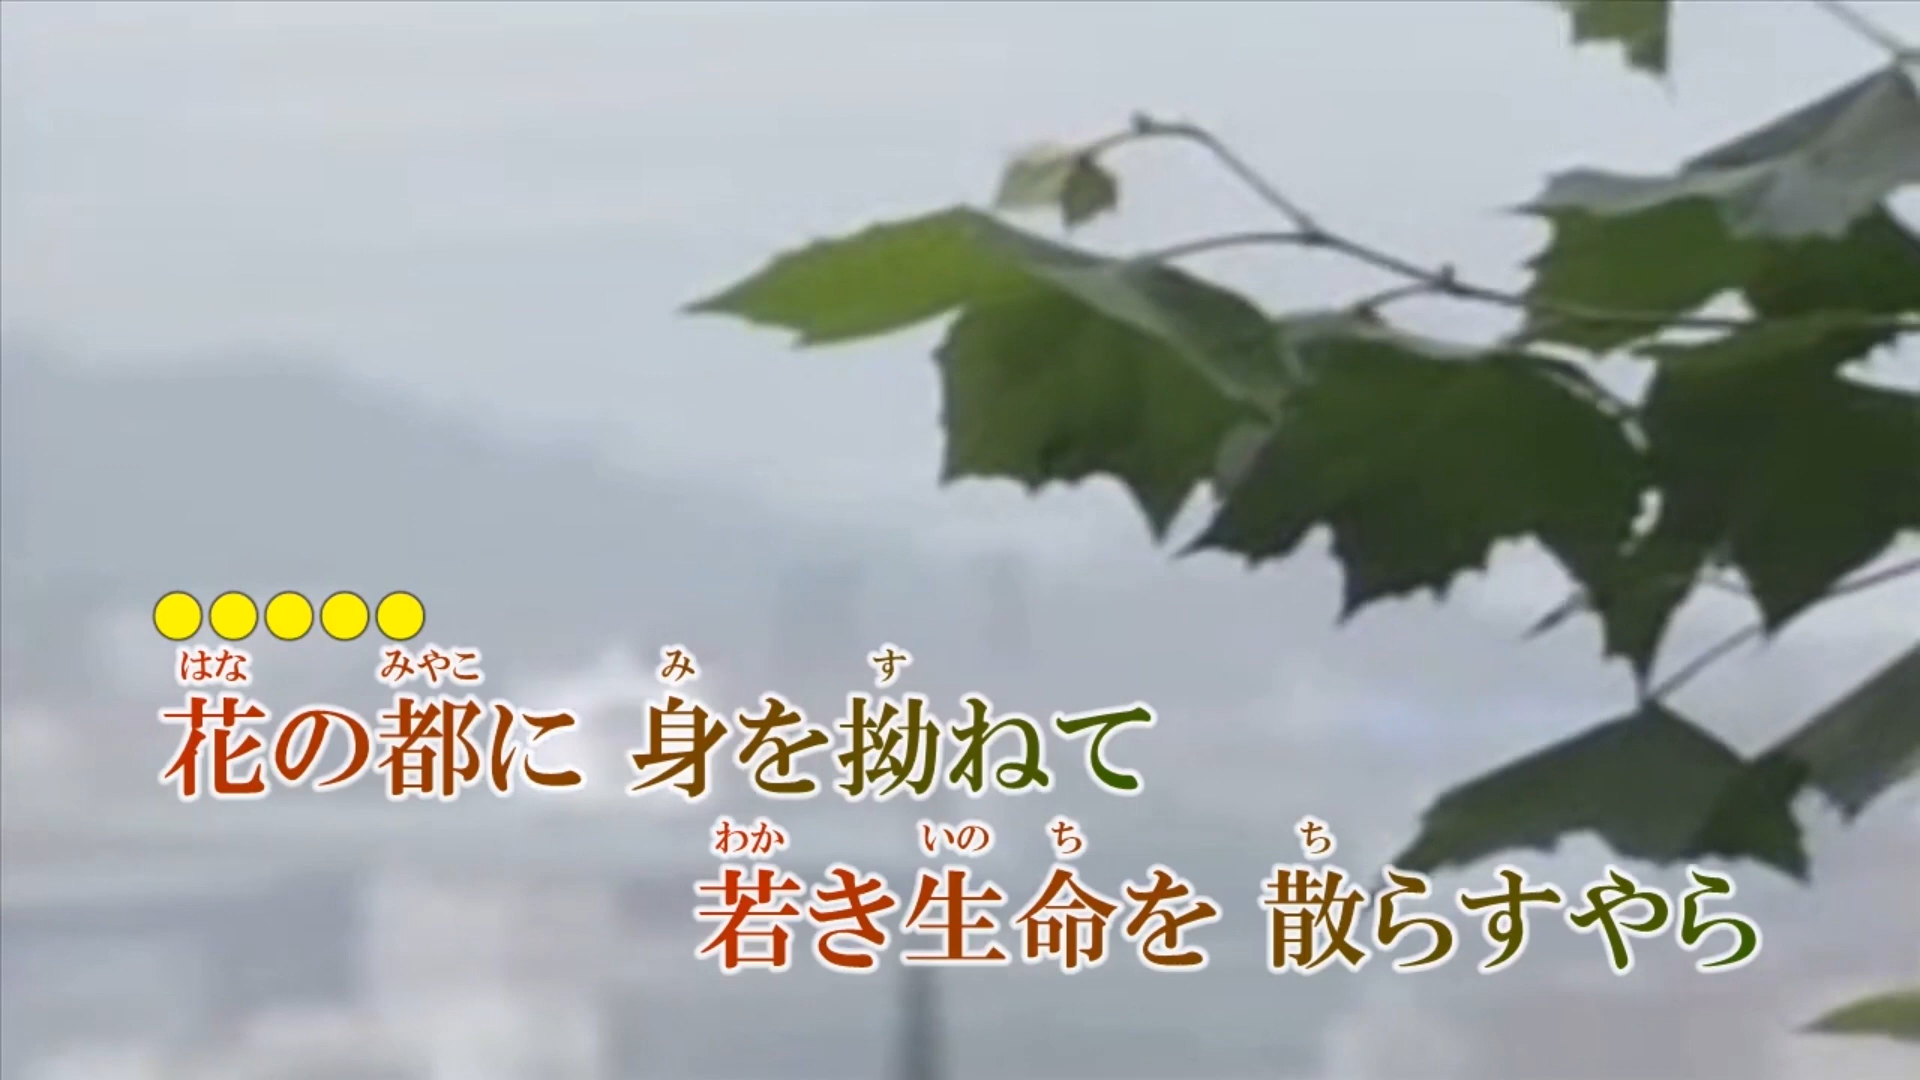 ●●●●●
はな みやこ み す
花の都に 身を拗ねて
わか いの ち ち
若き生命を 散らすやら